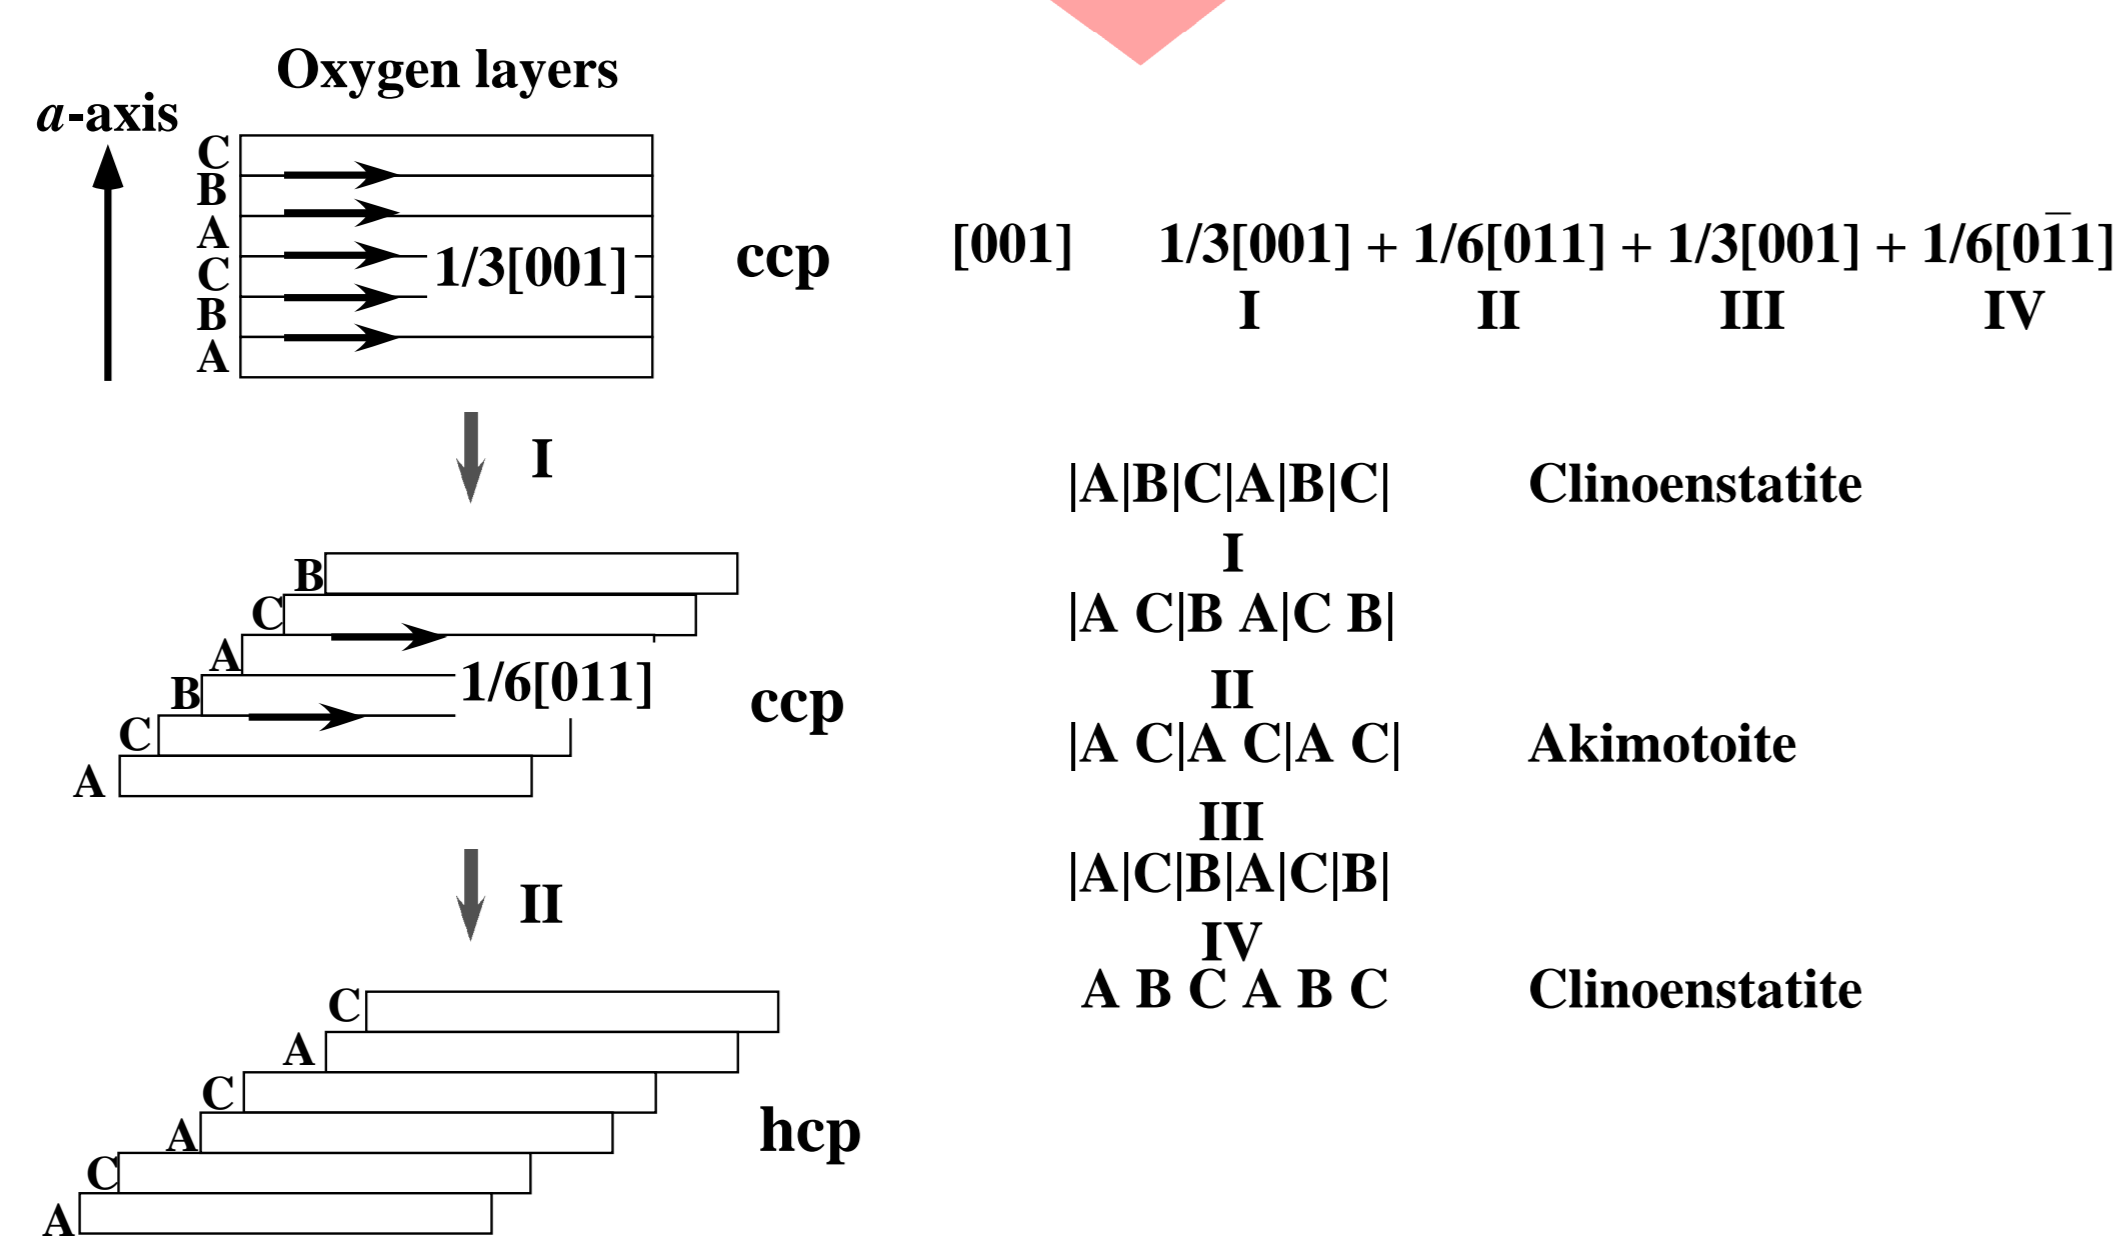 Oxygen layers
a-axis
C
B
A
C
B
A
1/3[001]
ccp
I
B
C
A
B
C
A
1/6[011]
ccp
II
C
A
C
A
C
A
hcp
[001] 1/3[001] + 1/6[011] + 1/3[001] + 1/6[01̅1]
I II III IV
|A|B|C|A|B|C| Clinoenstatite
I
|A C|B A|C B|
II
|A C|A C|A C| Akimotoite
III
|A|C|B|A|C|B|
IV
A B C A B C Clinoenstatite